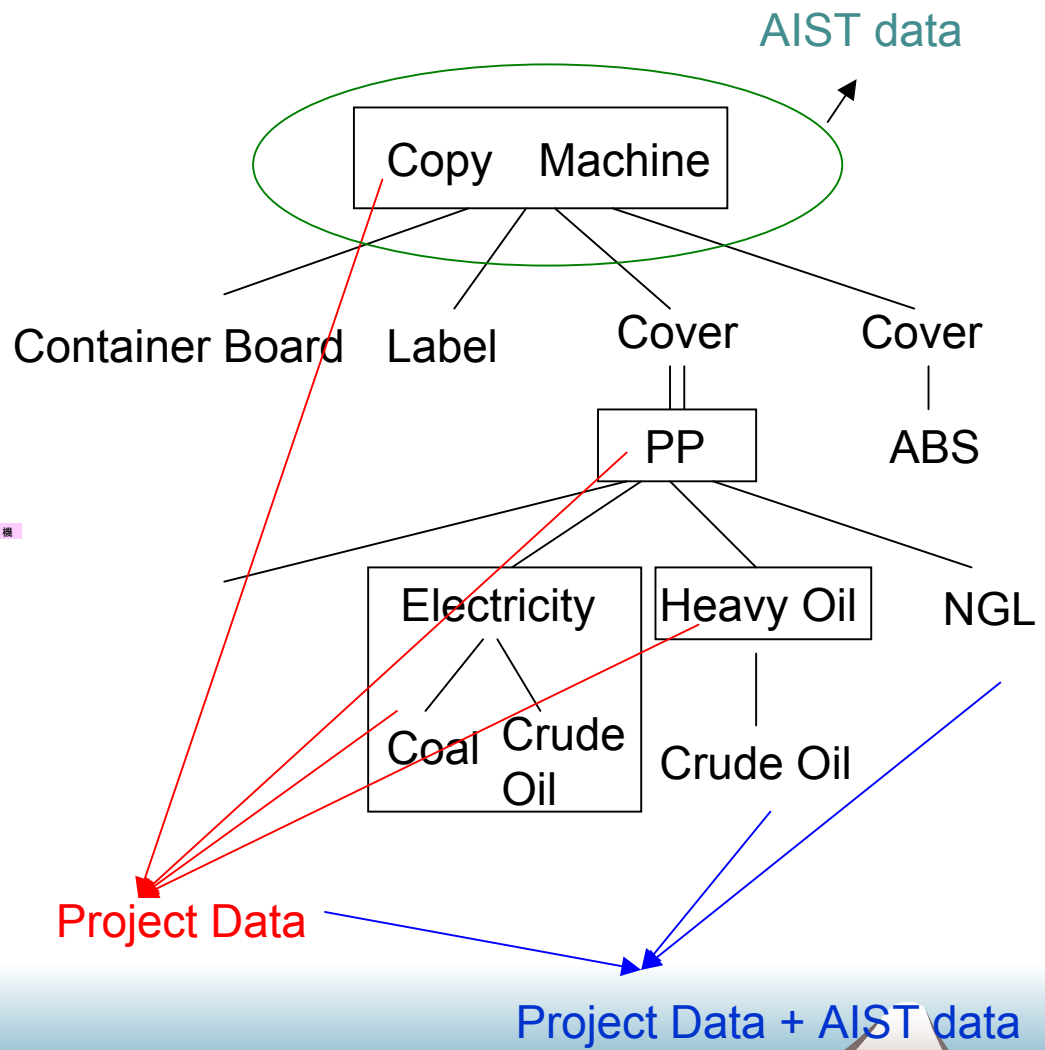 AIST data
Copy Machine
Container Board Label Cover Cover
PP ABS
機
Electricity Heavy Oil NGL
Coal Crude Oil Crude Oil
Project Data
Project Data + AIST data